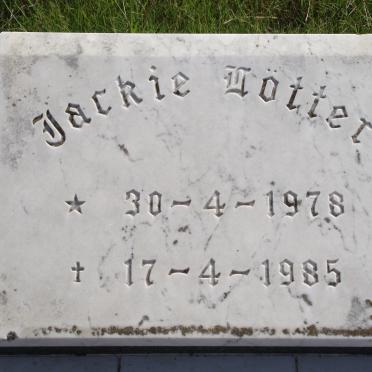 Jackie Lötter
★ 30-4-1978
† 17-4-1985